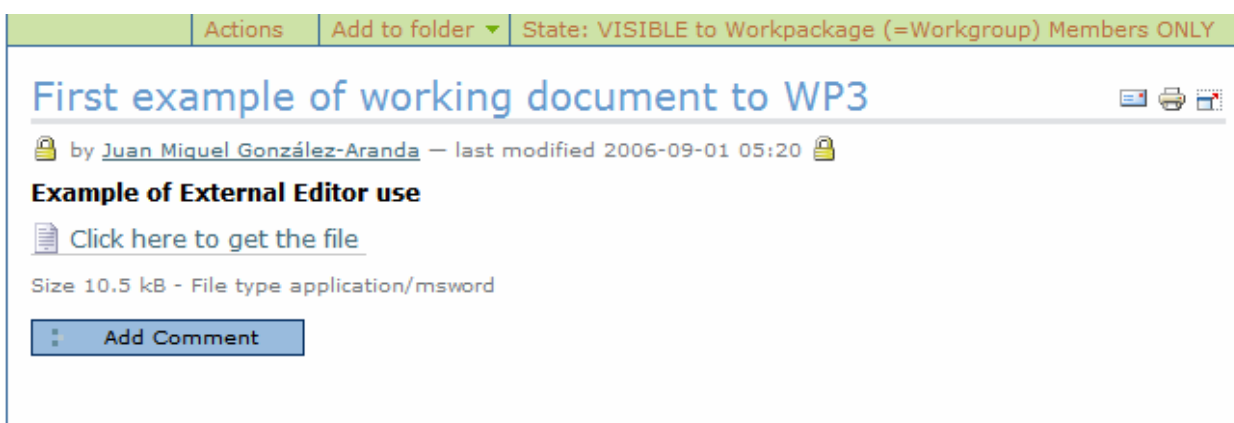 Actions Add to folder State: VISIBLE to Workpackage (=Workgroup) Members ONLY
First example of working document to WP3
by Juan Miguel González-Aranda — last modified 2006-09-01 05:20
Example of External Editor use
Click here to get the file
Size 10.5 kB - File type application/msword
Add Comment